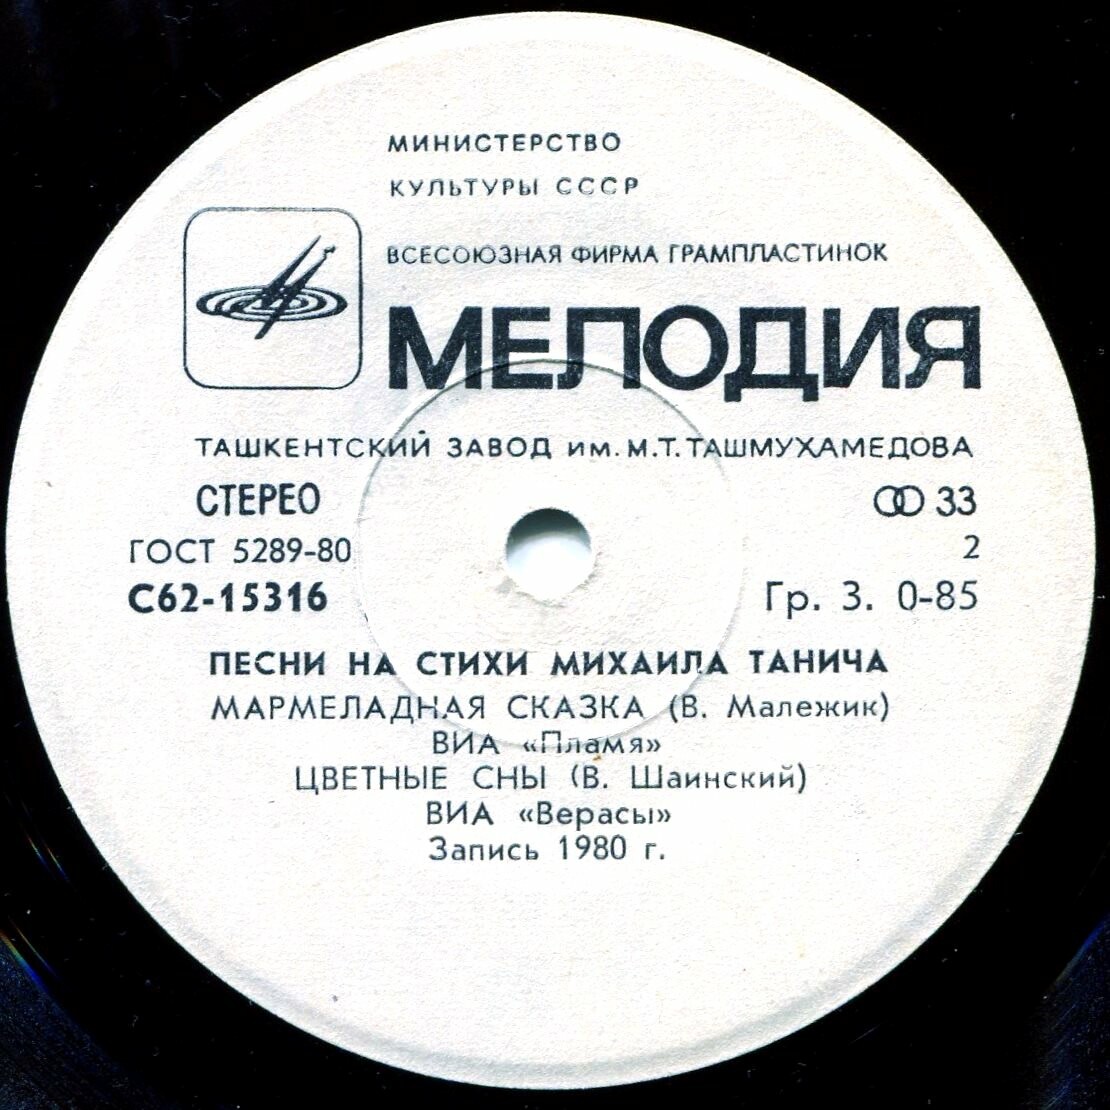 МИНИСТЕРСТВО
КУЛЬТУРЫ СССР
ВСЕСОЮЗНАЯ ФИРМА ГРАМПЛАСТИНОК
МЕЛОДИЯ
ТАШКЕНТСКИЙ ЗАВОД им. М.Т.ТАШМУХАМЕДОВА
СТЕРЕО 33
ГОСТ 5289-80 2
С62-15316 Гр. 3. 0-85
ПЕСНИ НА СТИХИ МИХАИЛА ТАНИЧА
МАРМЕЛАДНАЯ СКАЗКА (В. Малежик)
ВИА «Пламя»
ЦВЕТНЫЕ СНЫ (В. Шаинский)
ВИА «Верасы»
Запись 1980 г.